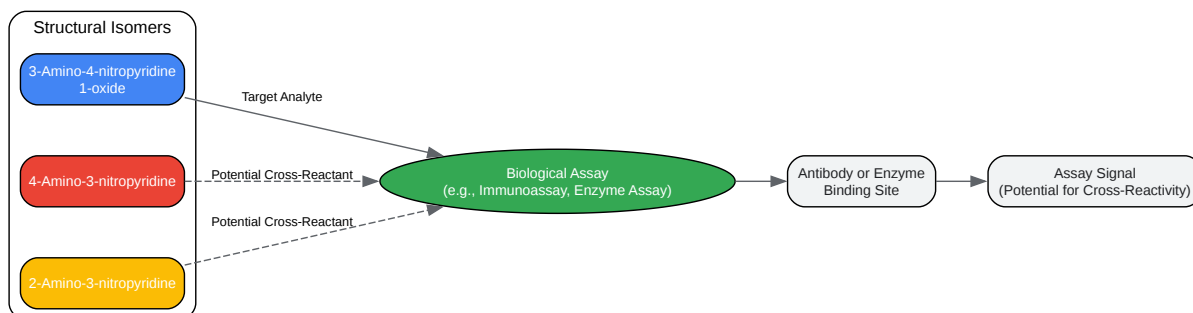 Structural Isomers
3-Amino-4-nitropyridine
1-oxide
Target Analyte
4-Amino-3-nitropyridine
Potential Cross-Reactant
Biological Assay
(e.g., Immunoassay, Enzyme Assay)
Antibody or Enzyme
Binding Site
Assay Signal
(Potential for Cross-Reactivity)
Potential Cross-Reactant
2-Amino-3-nitropyridine